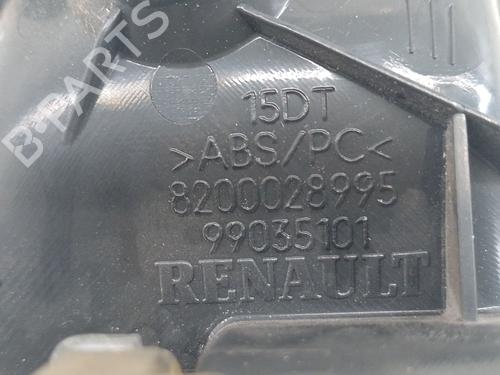 B-PARTS
15DT
>ABS/PC<
8200028995
99035101
RENAULT